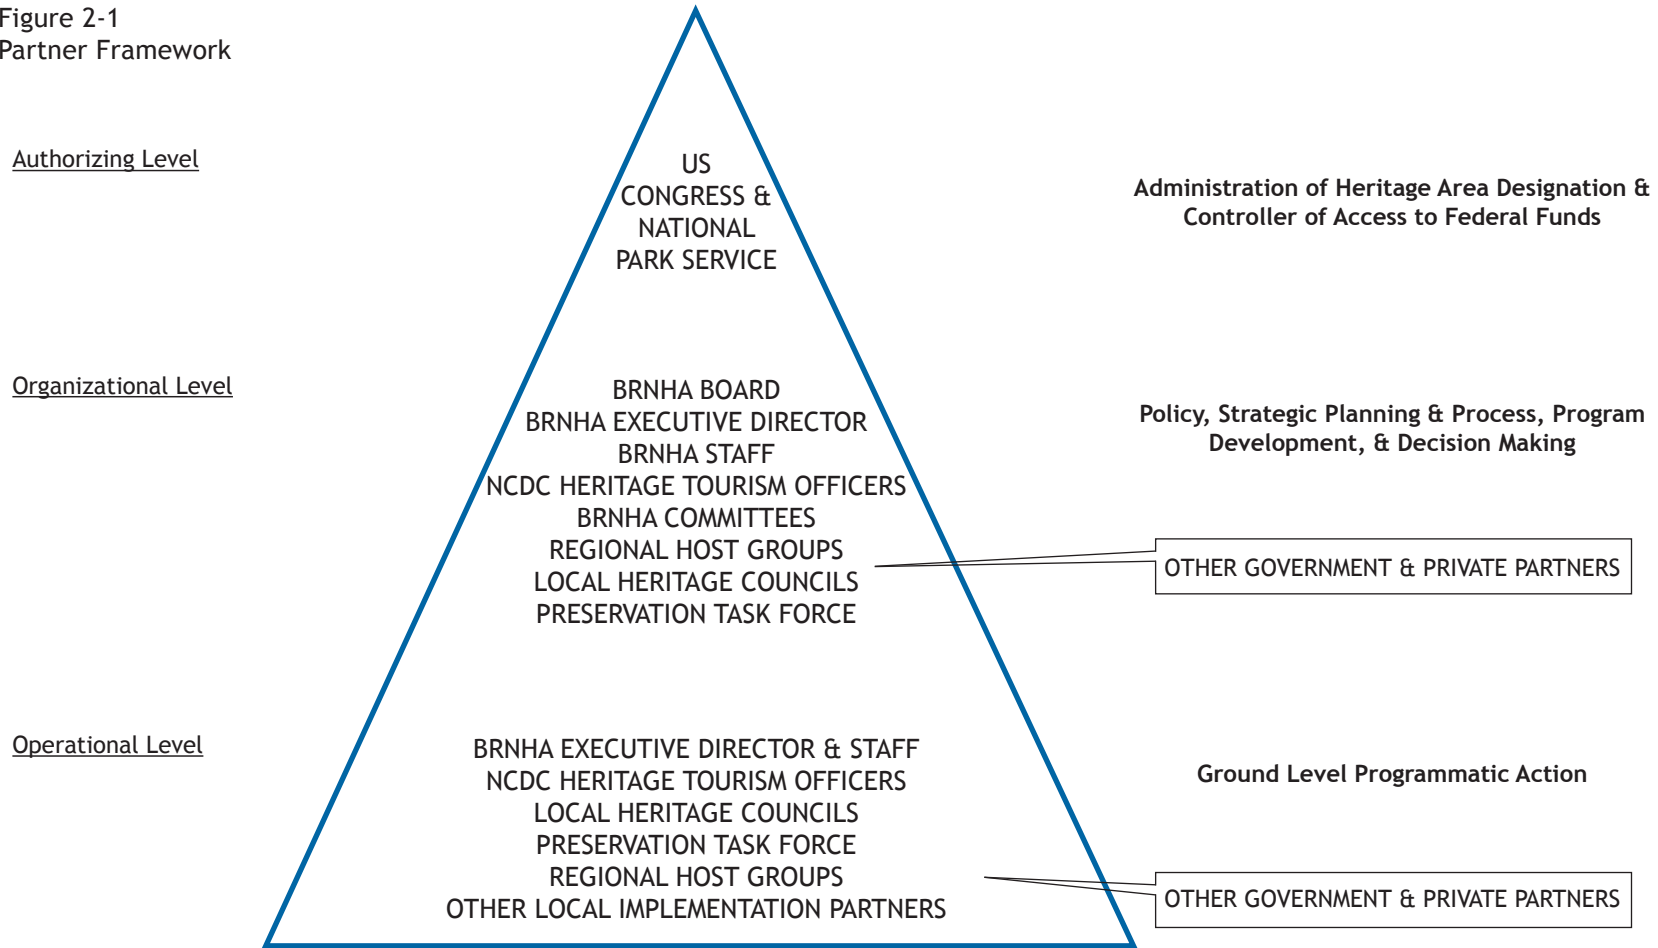 Figure 2-1
Partner Framework
Authorizing Level
US
CONGRESS &
NATIONAL
PARK SERVICE
Administration of Heritage Area Designation &
Controller of Access to Federal Funds
Organizational Level
BRNHA BOARD
BRNHA EXECUTIVE DIRECTOR
BRNHA STAFF
NCDC HERITAGE TOURISM OFFICERS
BRNHA COMMITTEES
REGIONAL HOST GROUPS
LOCAL HERITAGE COUNCILS
PRESERVATION TASK FORCE
Policy, Strategic Planning & Process, Program
Development, & Decision Making
OTHER GOVERNMENT & PRIVATE PARTNERS
Operational Level
BRNHA EXECUTIVE DIRECTOR & STAFF
NCDC HERITAGE TOURISM OFFICERS
LOCAL HERITAGE COUNCILS
PRESERVATION TASK FORCE
REGIONAL HOST GROUPS
OTHER LOCAL IMPLEMENTATION PARTNERS
Ground Level Programmatic Action
OTHER GOVERNMENT & PRIVATE PARTNERS